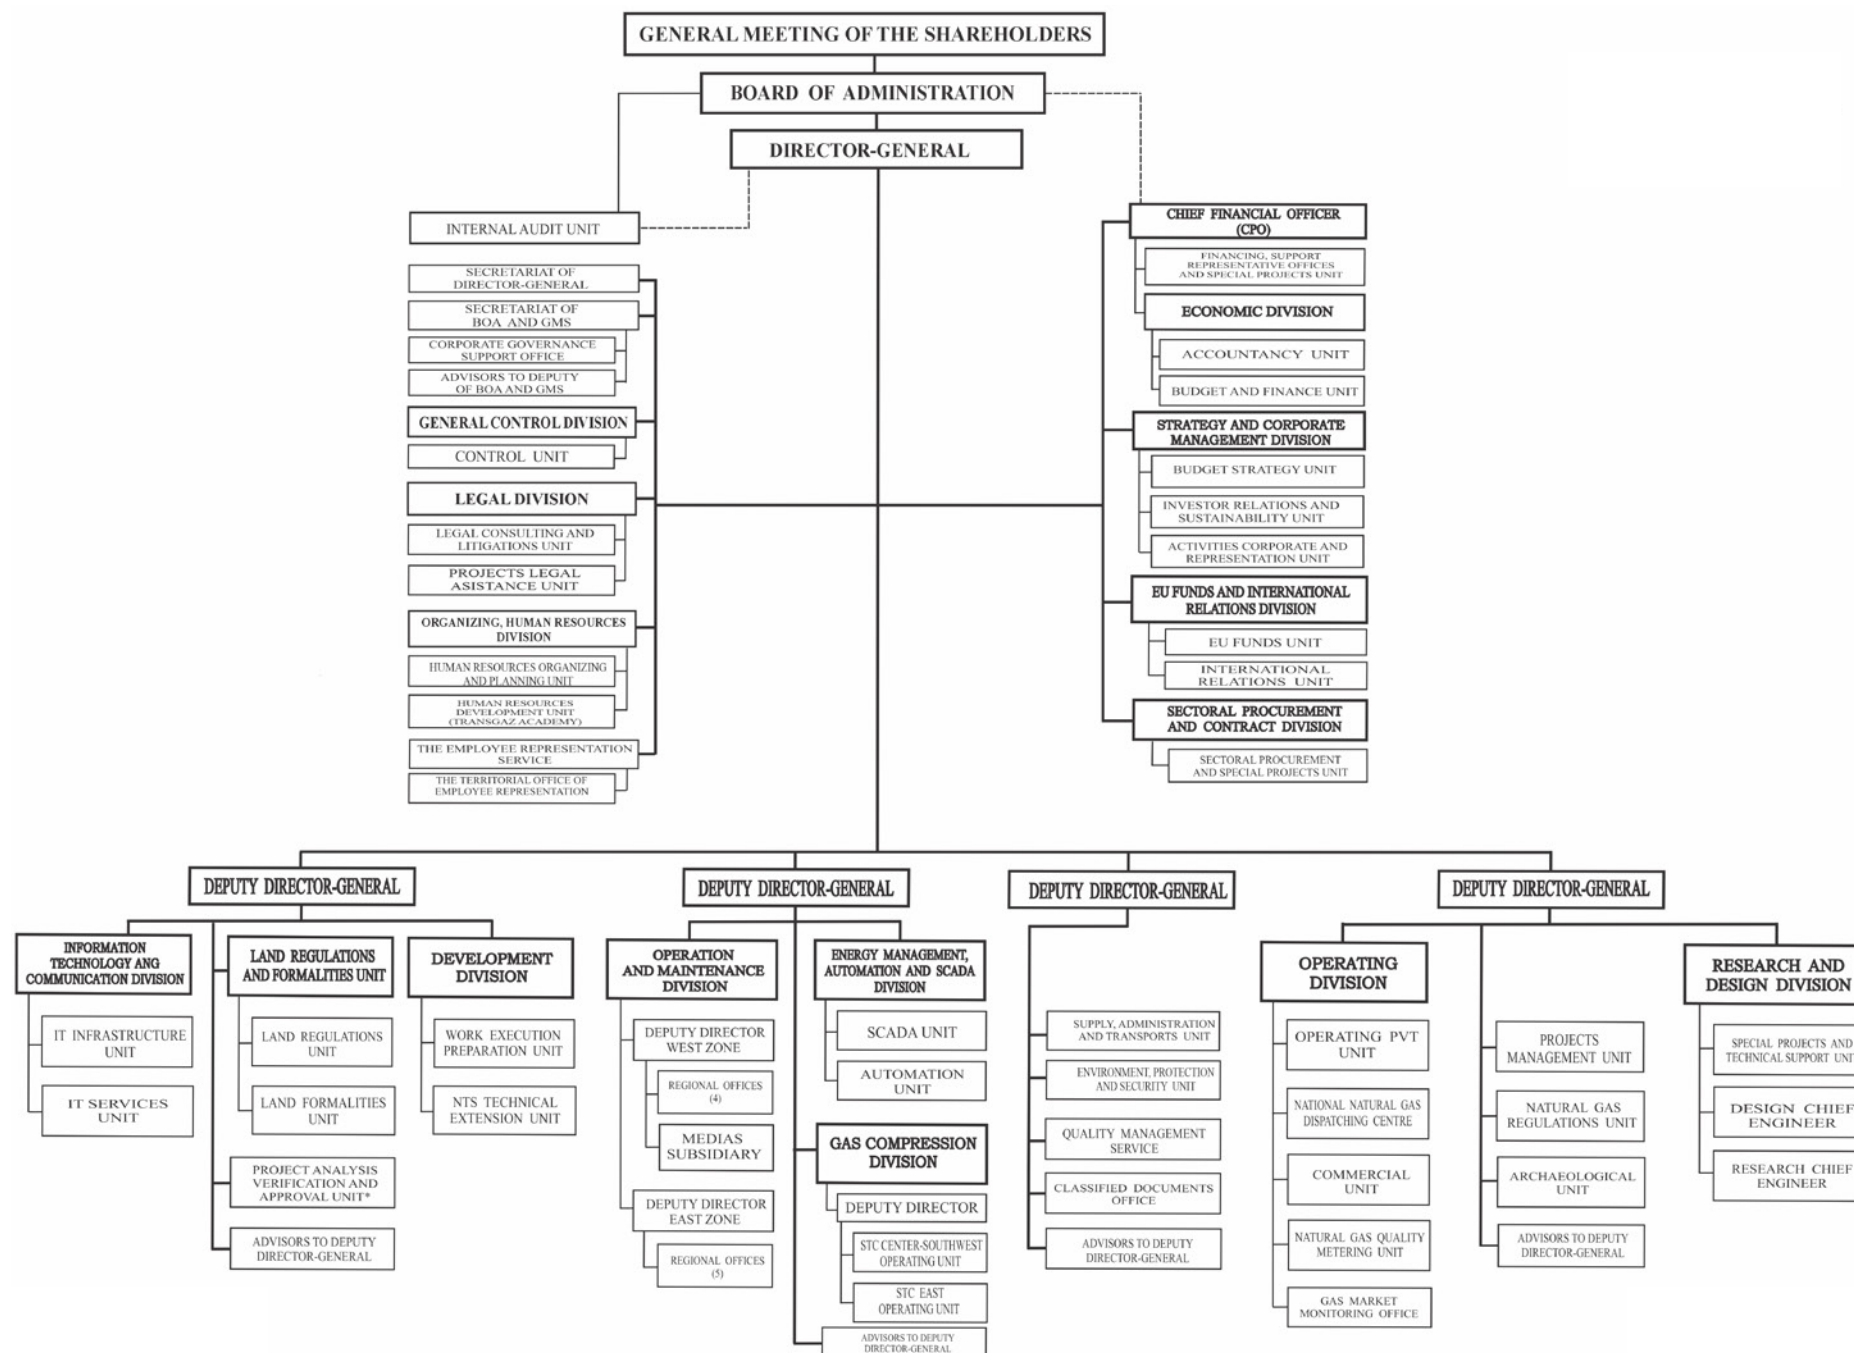 GENERAL MEETING OF THE SHAREHOLDERS
BOARD OF ADMINISTRATION
DIRECTOR-GENERAL
INTERNAL AUDIT UNIT
SECRETARIAT OF
DIRECTOR-GENERAL
SECRETARIAT OF
BOA AND GMS
CORPORATE GOVERNANCE
SUPPORT OFFICE
ADVISORS TO DEPUTY
OF BOA AND GMS
GENERAL CONTROL DIVISION
CONTROL UNIT
LEGAL DIVISION
LEGAL CONSULTING AND
LITIGATIONS UNIT
PROJECTS LEGAL
ASISTANCE UNIT
ORGANIZING, HUMAN RESOURCES
DIVISION
HUMAN RESOURCES ORGANIZING
AND PLANNING UNIT
HUMAN RESOURCES
DEVELOPMENT UNIT
(TRANSGAZ ACADEMY)
THE EMPLOYEE REPRESENTATION
SERVICE
THE TERRITORIAL OFFICE OF
EMPLOYEE REPRESENTATION
CHIEF FINANCIAL OFFICER
(CPO)
FINANCING, SUPPORT
REPRESENTATIVE OFFICES
AND SPECIAL PROJECTS UNIT
ECONOMIC DIVISION
ACCOUNTANCY UNIT
BUDGET AND FINANCE UNIT
STRATEGY AND CORPORATE
MANAGEMENT DIVISION
BUDGET STRATEGY UNIT
INVESTOR RELATIONS AND
SUSTAINABILITY UNIT
ACTIVITIES CORPORATE AND
REPRESENTATION UNIT
EU FUNDS AND INTERNATIONAL
RELATIONS DIVISION
EU FUNDS UNIT
INTERNATIONAL
RELATIONS UNIT
SECTORAL PROCUREMENT
AND CONTRACT DIVISION
SECTORAL PROCUREMENT
AND SPECIAL PROJECTS UNIT
DEPUTY DIRECTOR-GENERAL
INFORMATION
TECHNOLOGY ANG
COMMUNICATION DIVISION
IT INFRASTRUCTURE
UNIT
IT SERVICES
UNIT
LAND REGULATIONS
AND FORMALITIES UNIT
LAND REGULATIONS
UNIT
LAND FORMALITIES
UNIT
PROJECT ANALYSIS
VERIFICATION AND
APPROVAL UNIT*
ADVISORS TO DEPUTY
DIRECTOR-GENERAL
DEVELOPMENT
DIVISION
WORK EXECUTION
PREPARATION UNIT
NTS TECHNICAL
EXTENSION UNIT
DEPUTY DIRECTOR-GENERAL
OPERATION
AND MAINTENANCE
DIVISION
DEPUTY DIRECTOR
WEST ZONE
REGIONAL OFFICES
(4)
MEDIAS
SUBSIDIARY
DEPUTY DIRECTOR
EAST ZONE
REGIONAL OFFICES
(5)
ENERGY MANAGEMENT,
AUTOMATION AND SCADA
DIVISION
SCADA UNIT
AUTOMATION
UNIT
GAS COMPRESSION
DIVISION
DEPUTY DIRECTOR
STC CENTER-SOUTHWEST
OPERATING UNIT
STC EAST
OPERATING UNIT
ADVISORS TO DEPUTY
DIRECTOR-GENERAL
DEPUTY DIRECTOR-GENERAL
SUPPLY, ADMINISTRATION
AND TRANSPORTS UNIT
ENVIRONMENT, PROTECTION
AND SECURITY UNIT
QUALITY MANAGEMENT
SERVICE
CLASSIFIED DOCUMENTS
OFFICE
ADVISORS TO DEPUTY
DIRECTOR-GENERAL
DEPUTY DIRECTOR-GENERAL
OPERATING
DIVISION
OPERATING PVT
UNIT
NATIONAL NATURAL GAS
DISPATCHING CENTRE
COMMERCIAL
UNIT
NATURAL GAS QUALITY
METERING UNIT
GAS MARKET
MONITORING OFFICE
PROJECTS
MANAGEMENT UNIT
NATURAL GAS
REGULATIONS UNIT
ARCHAEOLOGICAL
UNIT
ADVISORS TO DEPUTY
DIRECTOR-GENERAL
RESEARCH AND
DESIGN DIVISION
SPECIAL PROJECTS AND
TECHNICAL SUPPORT UNI
DESIGN CHIEF
ENGINEER
RESEARCH CHIEF
ENGINEER